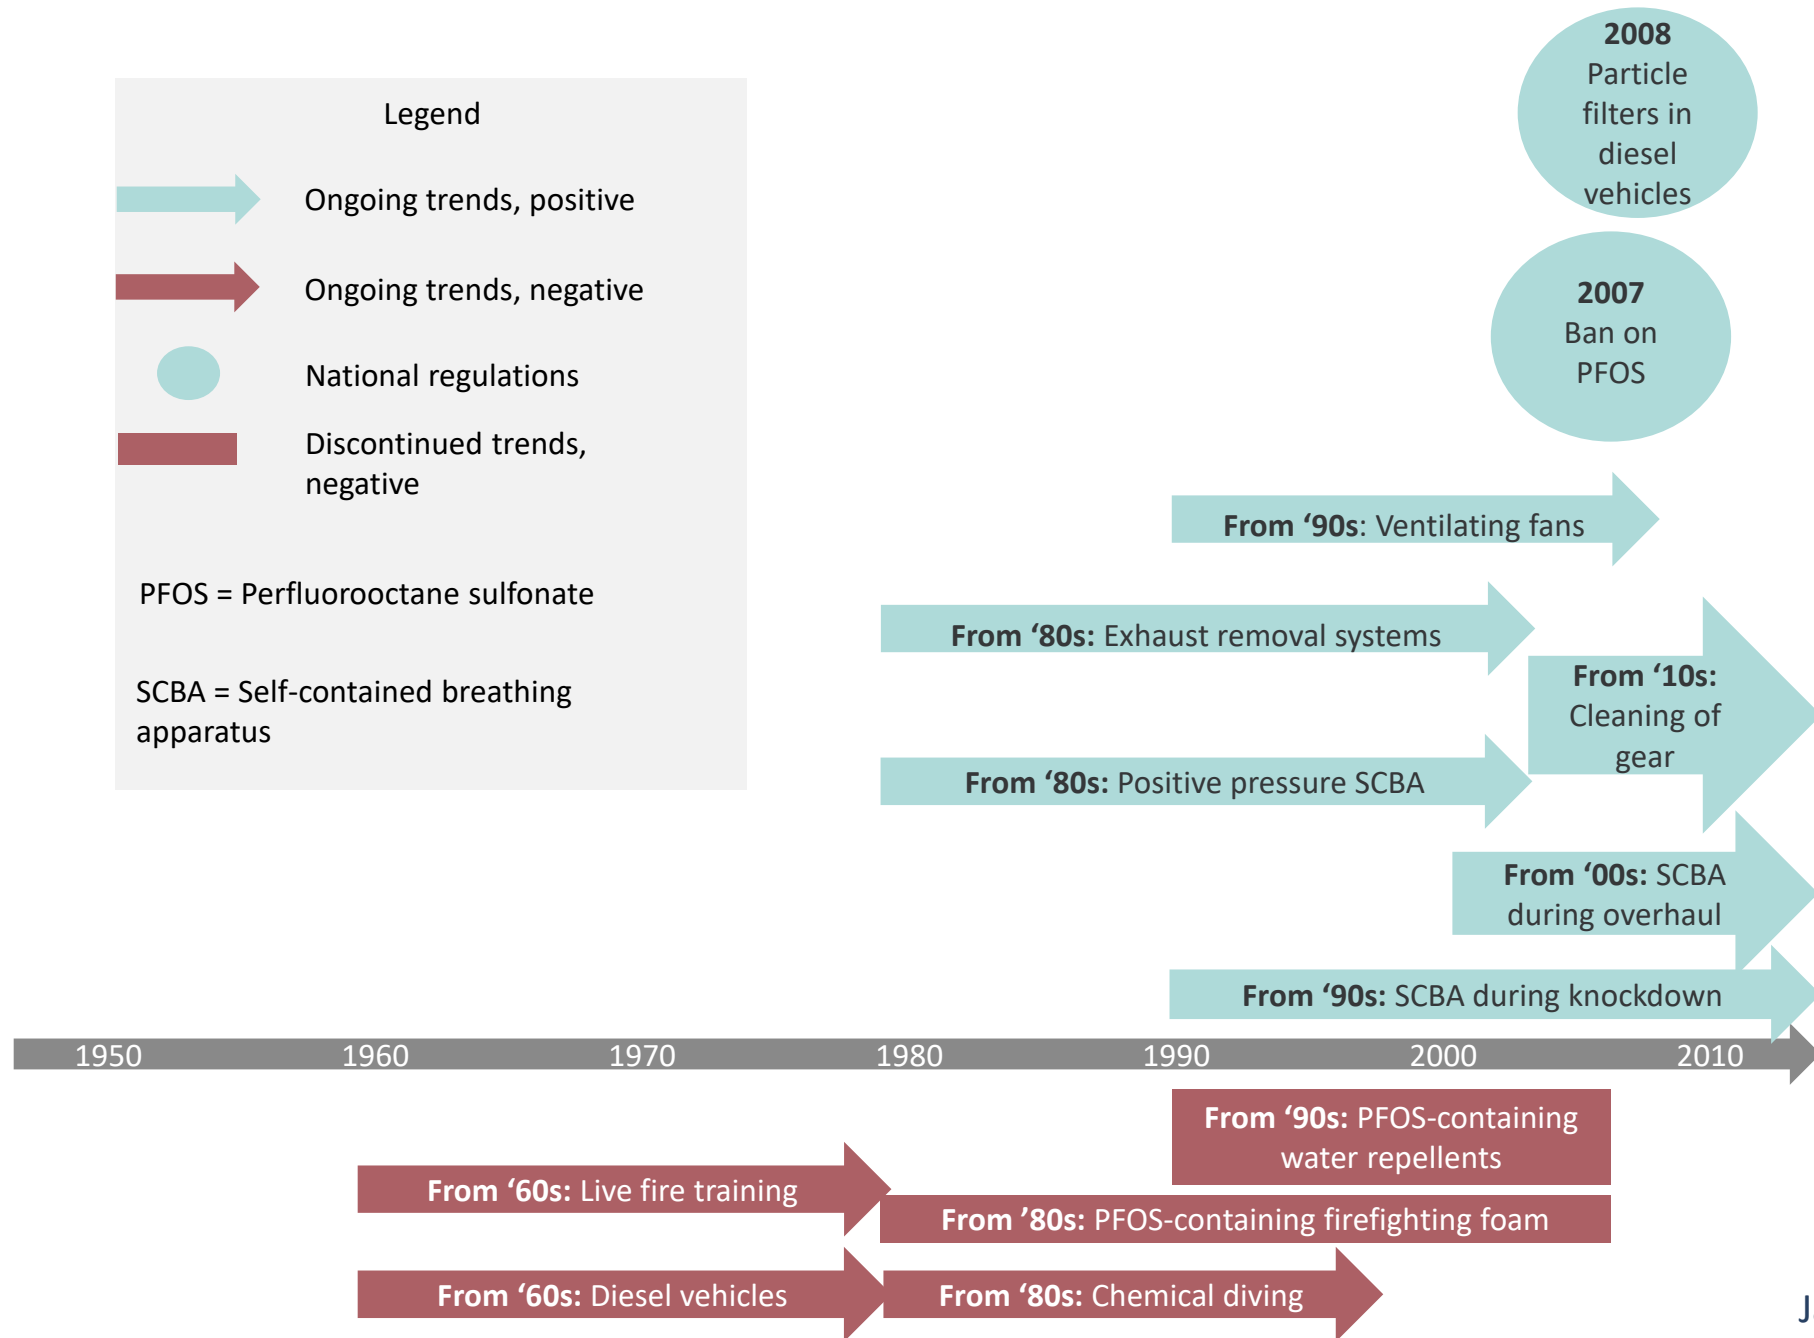 2008
Particle
filters in
diesel
vehicles
Legend
Ongoing trends, positive
Ongoing trends, negative
National regulations
Discontinued trends,
negative
PFOS = Perfluorooctane sulfonate
SCBA = Self-contained breathing
apparatus
2007
Ban on
PFOS
From ‘90s: Ventilating fans
From ‘80s: Exhaust removal systems
From ‘10s:
Cleaning of
gear
From ‘80s: Positive pressure SCBA
From ‘00s: SCBA
during overhaul
From ‘90s: SCBA during knockdown
1950 1960 1970 1980 1990 2000 2010
From ‘90s: PFOS-containing
water repellents
From ‘60s: Live fire training
From ’80s: PFOS-containing firefighting foam
From ‘60s: Diesel vehicles
From ‘80s: Chemical diving
J